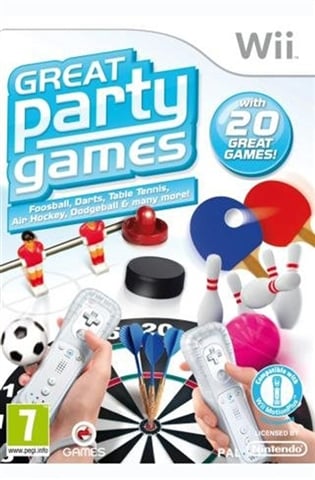 Wii
GREAT
party
games
with
20
GREAT
GAMES!
Foosball, Darts, Table Tennis,
Air Hockey, Dodgeball & many more!
5 20
Compatible with
Wii MotionPlus
7
www.pegi.info
GAMES
PAL
LICENSED BY
Nintendo